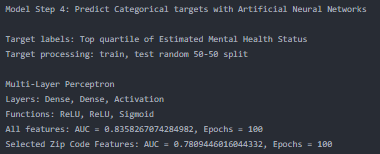 Model Step 4: Predict Categorical targets with Artificial Neural Networks
Target labels: Top quartile of Estimated Mental Health Status
Target processing: train, test random 50-50 split
Multi-Layer Perceptron
Layers: Dense, Dense, Activation
Functions: ReLU, ReLU, Sigmoid
All features: AUC = 0.8358267074284982, Epochs = 100
Selected Zip Code Features: AUC = 0.7809446016044332, Epochs = 100